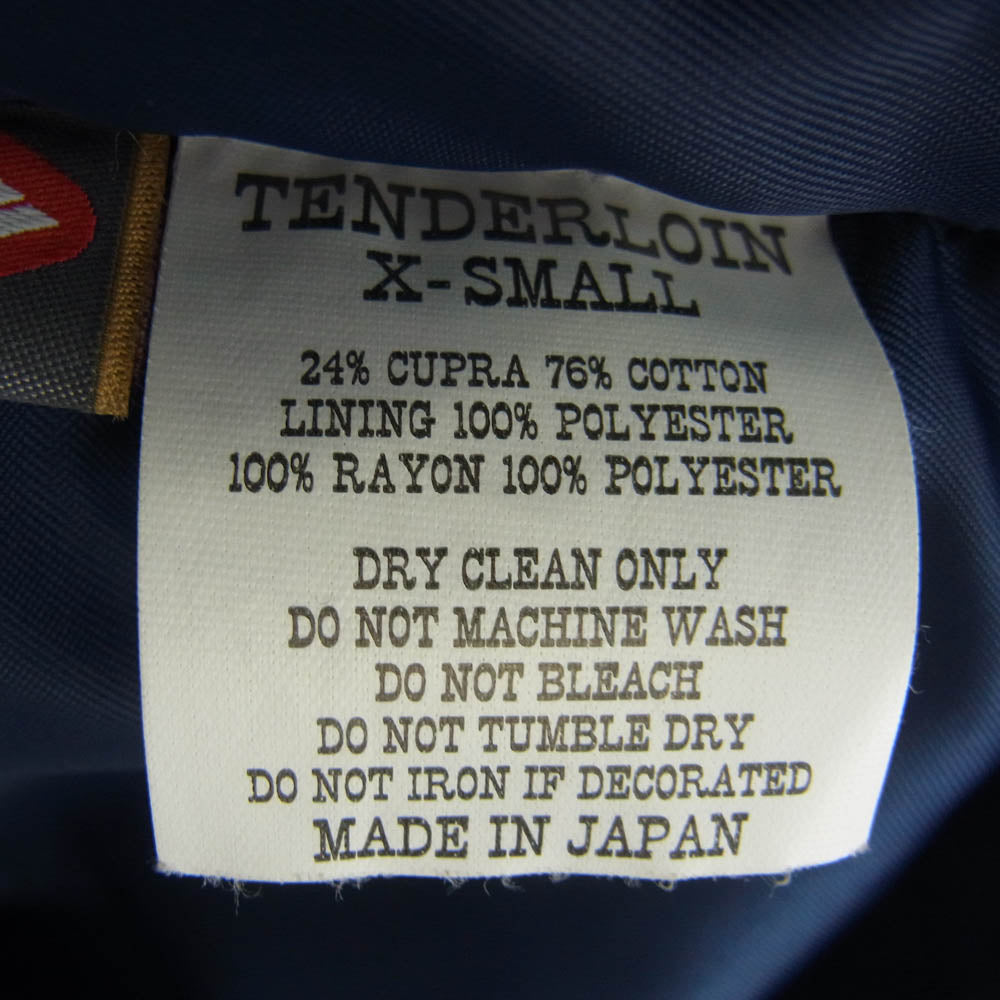 TENDERLOIN
X-SMALL
24% CUPRA 76% COTTON
LINING 100% POLYESTER
100% RAYON 100% POLYESTER
DRY CLEAN ONLY
DO NOT MACHINE WASH
DO NOT BLEACH
DO NOT TUMBLE DRY
DO NOT IRON IF DECORATED
MADE IN JAPAN